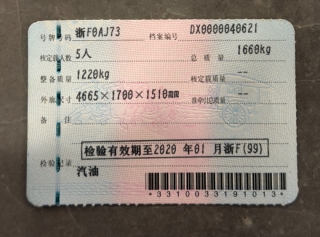 号牌号码 浙F0AJ73 档案编号 DX0000040621
核定载人数 5人 总质量 1660kg
整备质量 1220kg 核定载质量 --
外廓尺寸 4665×1700×1510mm 准牵引总质量 --
备注
检验有效期至2020 年01 月浙F(99)
检验记录
汽油
*3310033191013*